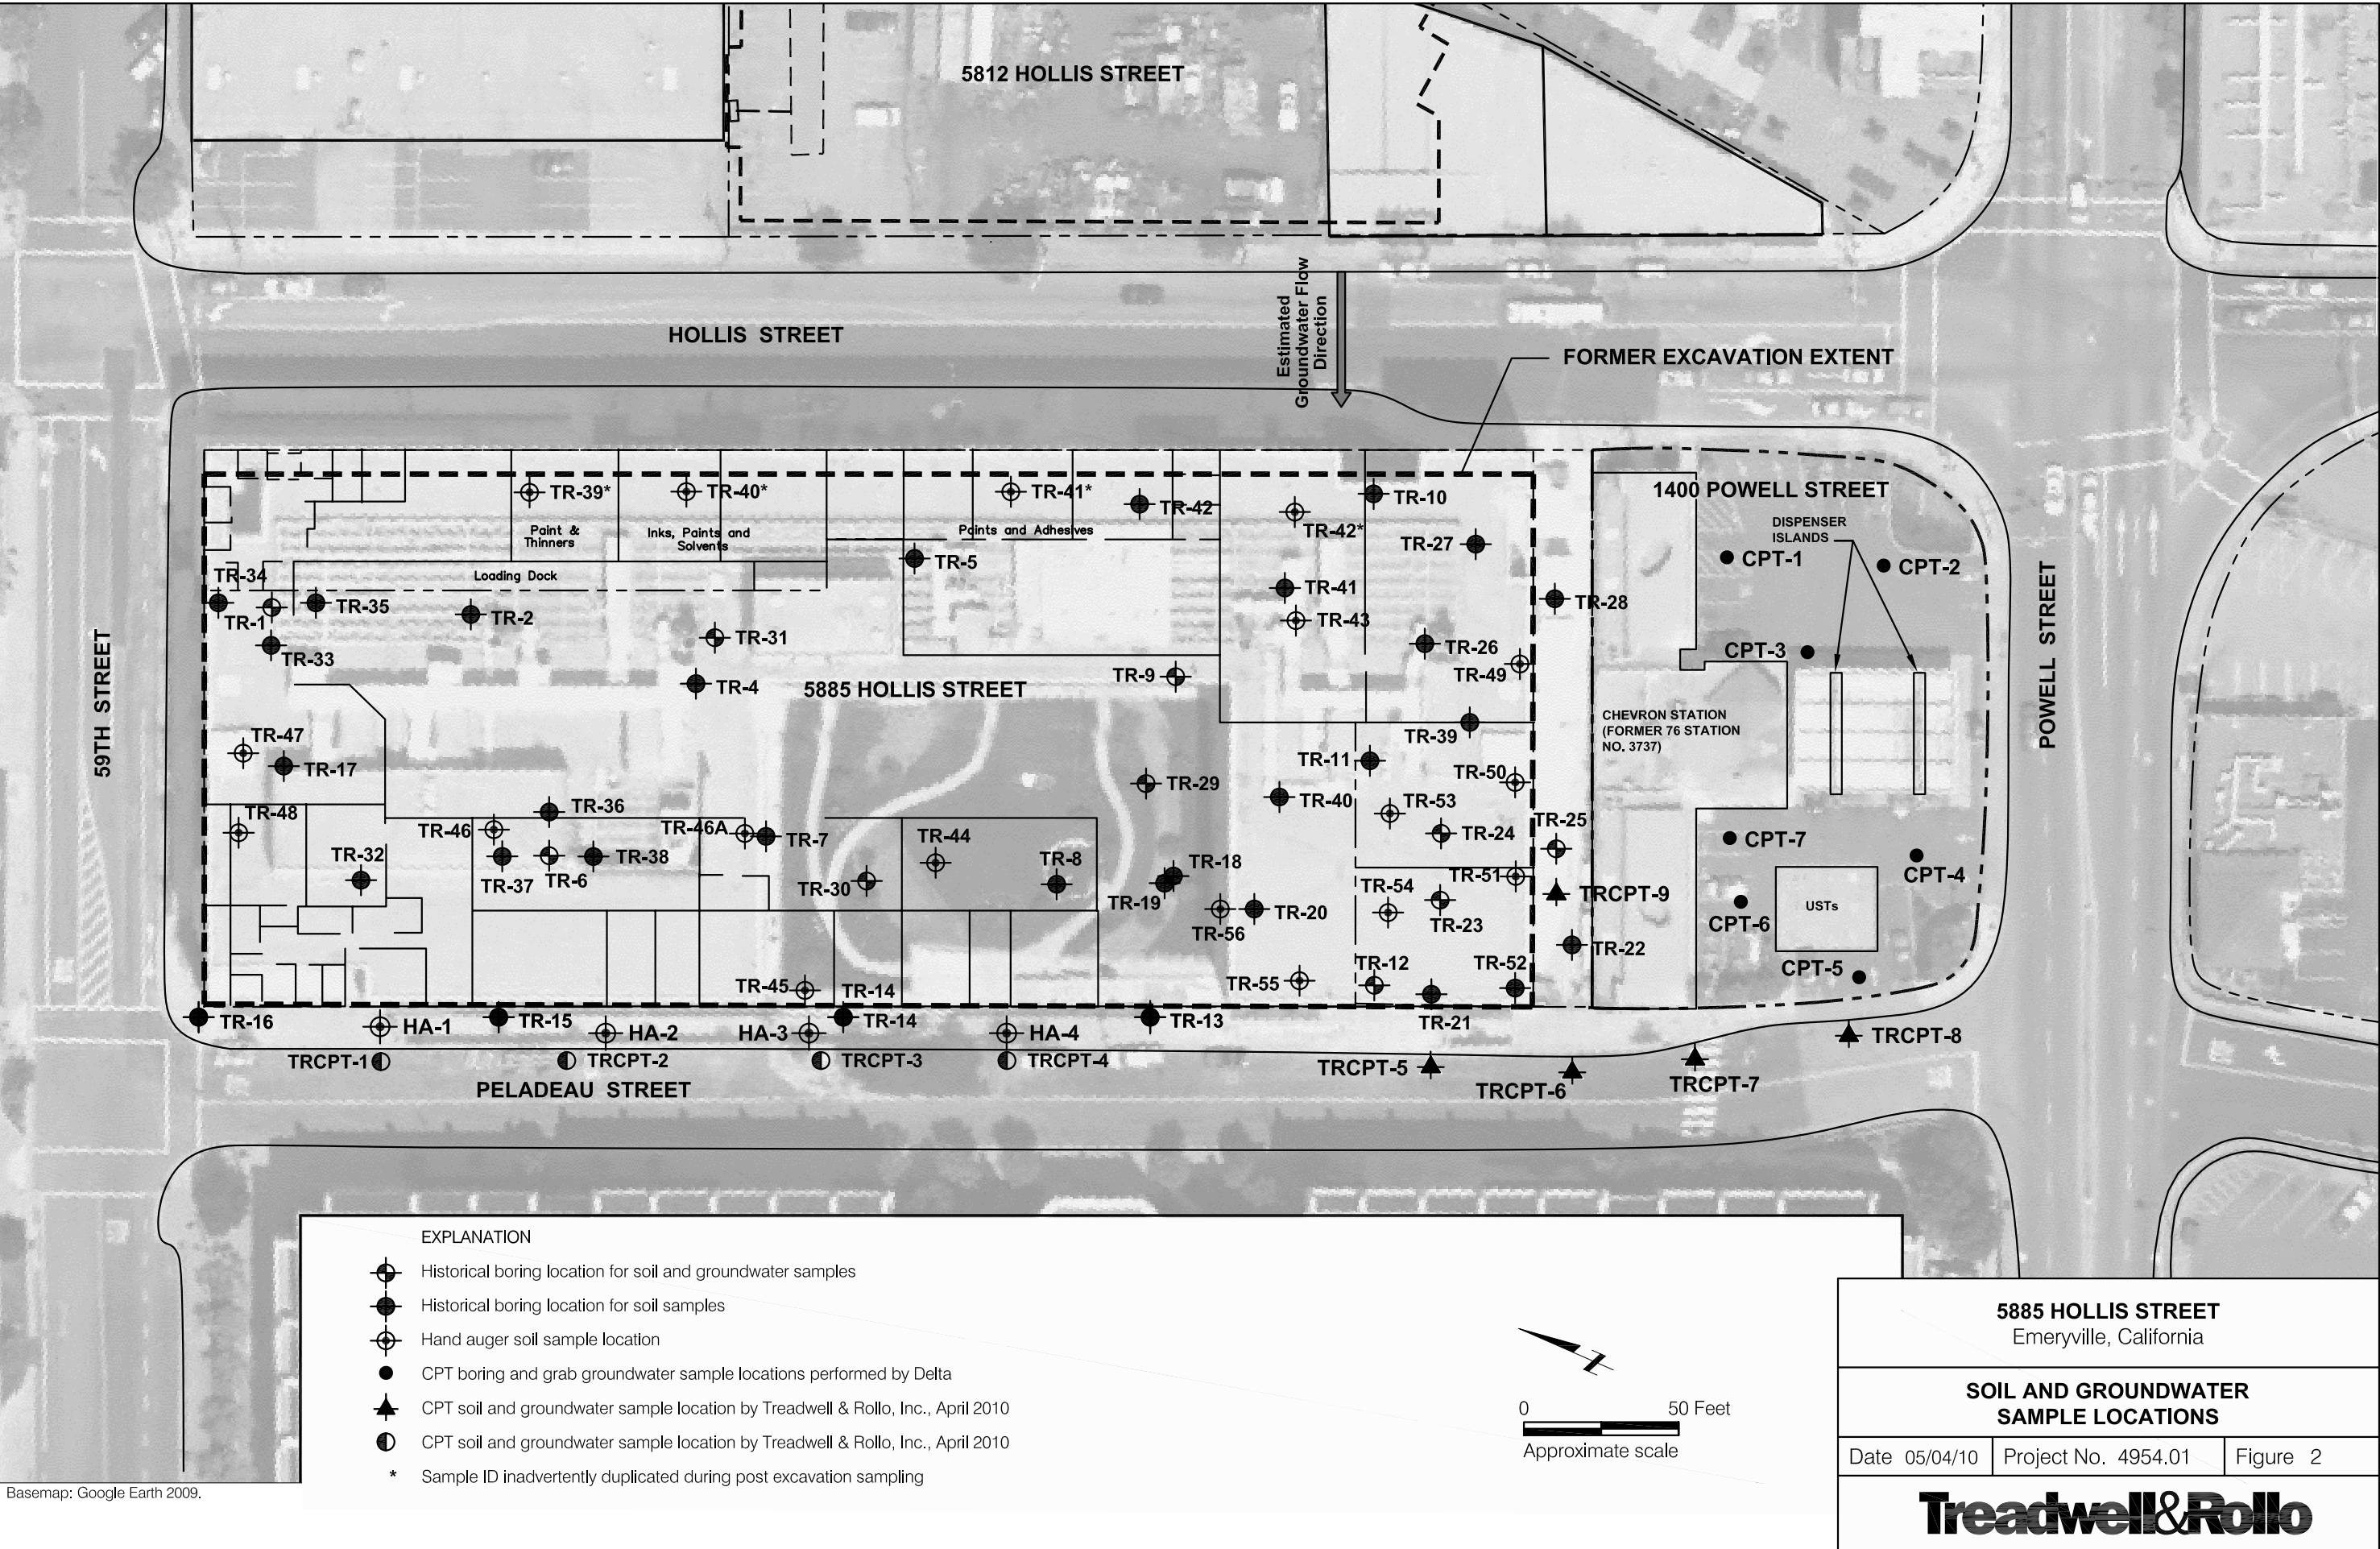 5812 HOLLIS STREET
HOLLIS STREET
Estimated
Groundwater Flow
Direction
FORMER EXCAVATION EXTENT
59TH STREET
POWELL STREET
1400 POWELL STREET
DISPENSER
ISLANDS
TR-39*
TR-40*
TR-41*
TR-42
TR-42*
TR-10
Paint &
Thinners
Inks, Paints and
Solvents
Paints and Adhesives
TR-27
CPT-1
CPT-2
TR-5
Loading Dock
TR-34
TR-1
TR-35
TR-2
TR-41
TR-28
TR-43
TR-31
TR-33
TR-26
CPT-3
TR-9
TR-49
TR-4
5885 HOLLIS STREET
CHEVRON STATION
(FORMER 76 STATION
NO. 3737)
TR-47
TR-39
TR-17
TR-11
TR-50
TR-29
TR-40
TR-53
TR-36
TR-48
TR-46
TR-46A
TR-7
TR-44
TR-24
TR-25
CPT-7
TR-32
TR-37
TR-6
TR-38
TR-30
TR-8
TR-18
TR-19
TR-51
CPT-4
TR-54
TRCPT-9
TR-56
TR-20
TR-23
CPT-6
USTs
TR-22
TR-12
TR-52
CPT-5
TR-45
TR-14
TR-55
TR-16
HA-1
TR-15
HA-2
HA-3
TR-14
HA-4
TR-13
TR-21
TRCPT-1
TRCPT-2
TRCPT-3
TRCPT-4
TRCPT-5
TRCPT-6
TRCPT-7
TRCPT-8
PELADEAU STREET
EXPLANATION
Historical boring location for soil and groundwater samples
Historical boring location for soil samples
Hand auger soil sample location
CPT boring and grab groundwater sample locations performed by Delta
CPT soil and groundwater sample location by Treadwell & Rollo, Inc., April 2010
CPT soil and groundwater sample location by Treadwell & Rollo, Inc., April 2010
* Sample ID inadvertently duplicated during post excavation sampling
0 50 Feet
Approximate scale
5885 HOLLIS STREET
Emeryville, California
SOIL AND GROUNDWATER
SAMPLE LOCATIONS
Date 05/04/10 Project No. 4954.01 Figure 2
Treadwell&Rollo
Basemap: Google Earth 2009.